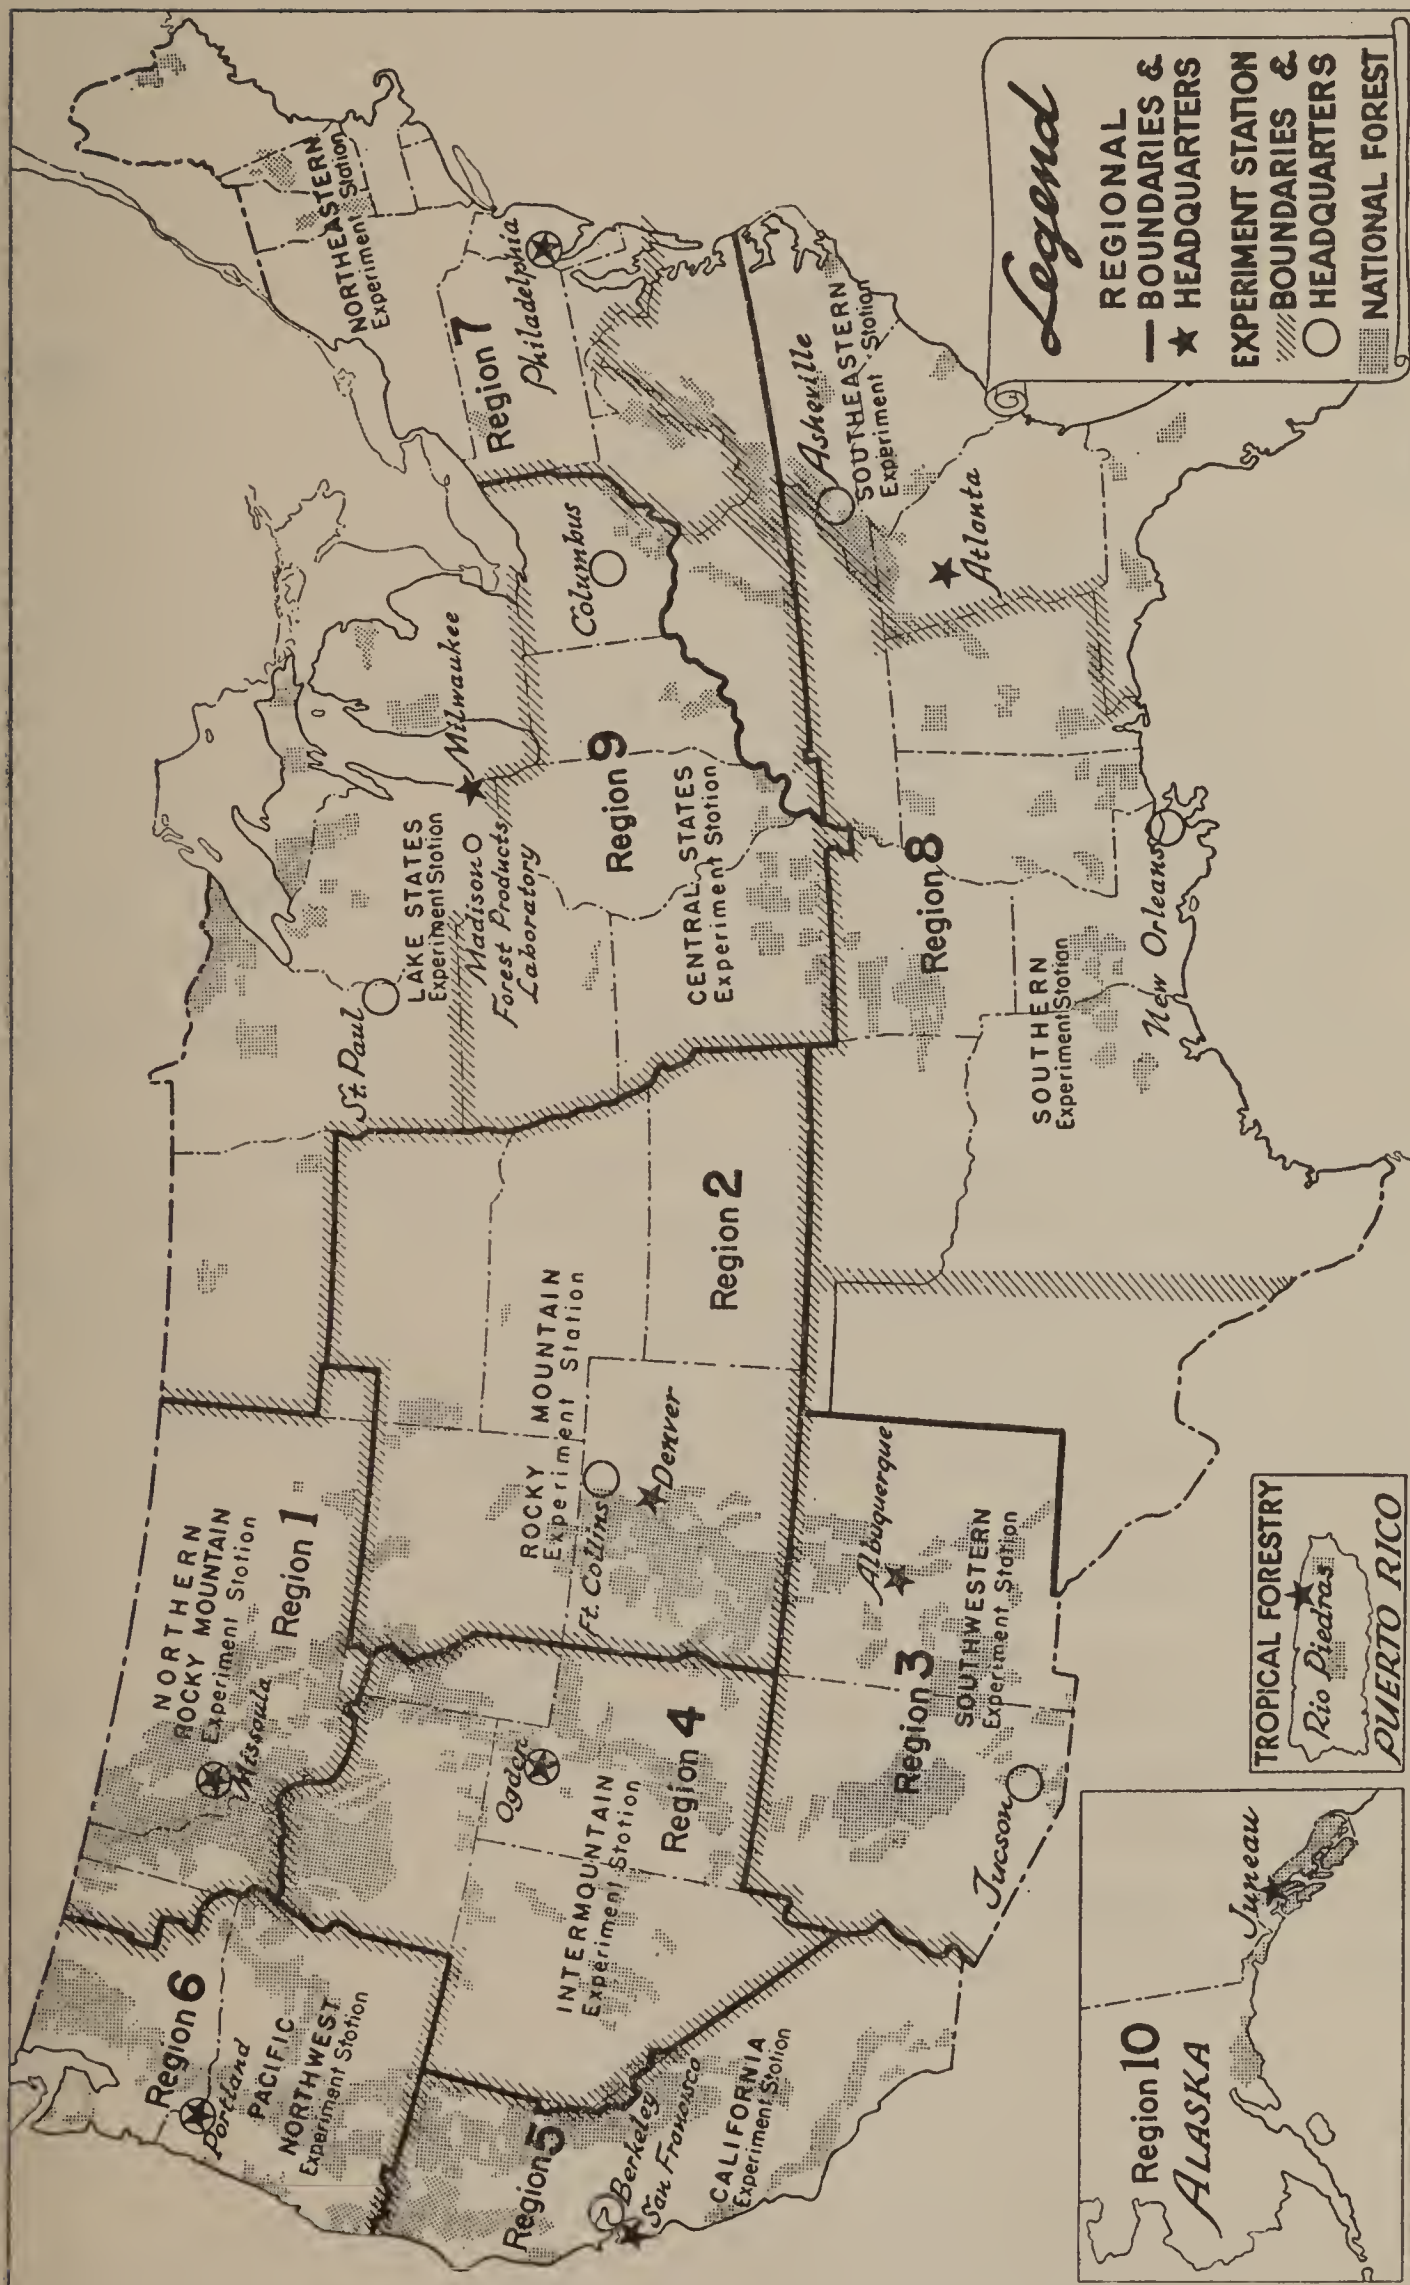 Region 6
Portland
PACIFIC
NORTHWEST
Experiment Station
NORTHERN
ROCKY MOUNTAIN
Experiment Station
Missoula
Region 1
Region 5
Berkeley
San Francisco
CALIFORNIA
Experiment Station
Ogden
INTERMOUNTAIN
Experiment Station
Region 4
ROCKY MOUNTAIN
Experiment Station
Ft. Collins
Denver
Region 2
Albuquerque
Region 3
SOUTHWESTERN
Experiment Station
Tucson
St. Paul
LAKE STATES
Experiment Station
Milwaukee
Madison
Forest Products
Laboratory
Region 9
Columbus
CENTRAL STATES
Experiment Station
Region 8
SOUTHERN
Experiment Station
New Orleans
NORTHEASTERN
Experiment Station
Region 7
Philadelphia
Asheville
SOUTHEASTERN
Experiment Station
Atlanta
Region 10
ALASKA
Juneau
TROPICAL FORESTRY
Rio Piedras
PUERTO RICO
Legend
REGIONAL
BOUNDARIES &
HEADQUARTERS
EXPERIMENT STATION
BOUNDARIES &
HEADQUARTERS
NATIONAL FOREST